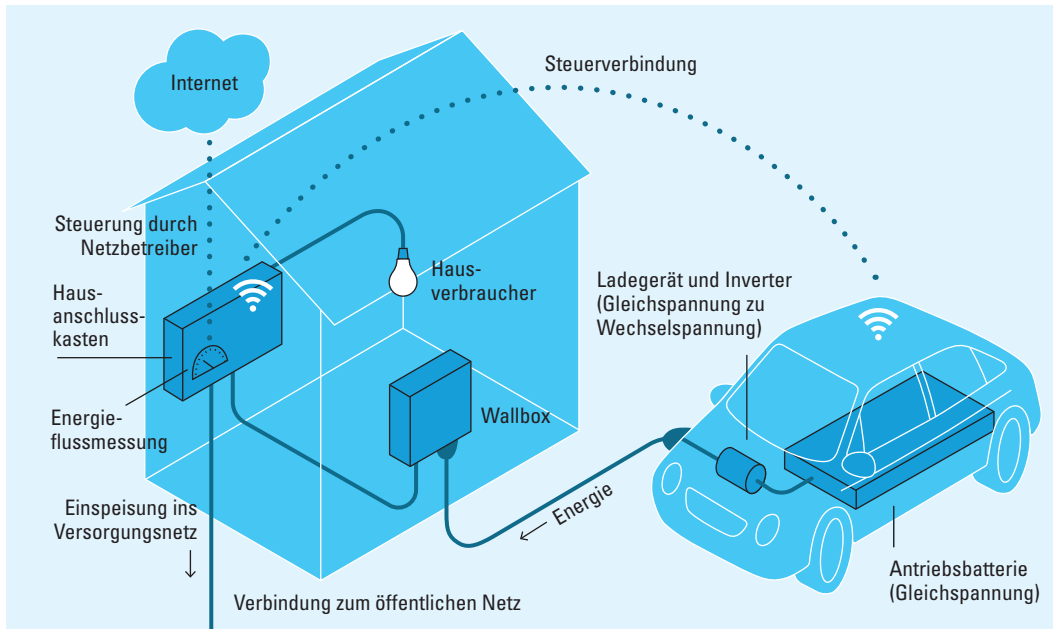 Internet
Steuerverbindung
Steuerung durch
Netzbetreiber
Haus-
anschluss-
kasten
Haus-
verbraucher
Ladegerät und Inverter
(Gleichspannung zu
Wechselspannung)
Energie-
flussmessung
Wallbox
Einspeisung ins
Versorgungsnetz
Energie
Antriebsbatterie
(Gleichspannung)
Verbindung zum öffentlichen Netz